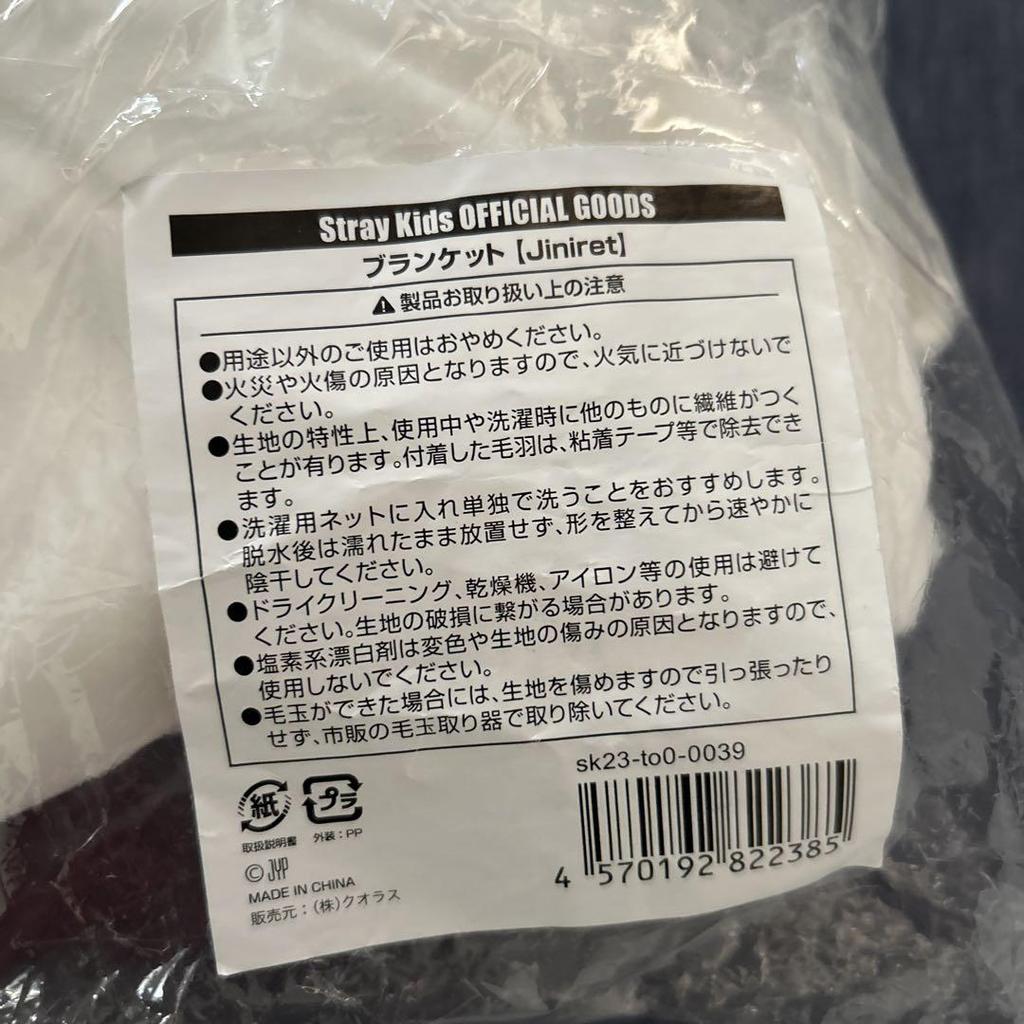 Stray Kids OFFICIAL GOODS
ブランケット【Jiniret】
⚠製品お取り扱い上の注意
●用途以外のご使用はおやめください。
●火災や火傷の原因となりますので、火気に近づけないで
ください。
●生地の特性上、使用中や洗濯時に他のものに繊維がつく
ことが有ります。付着した毛羽は、粘着テープ等で除去でき
ます。
●洗濯用ネットに入れ単独で洗うことをおすすめします。
脱水後は濡れたまま放置せず、形を整えてから速やかに
陰干してください。
●ドライクリーニング、乾燥機、アイロン等の使用は避けて
ください。生地の破損に繋がる場合があります。
●塩素系漂白剤は変色や生地の傷みの原因となりますので、
使用しないでください。
●毛玉ができた場合には、生地を傷めますので引っ張ったり
せず、市販の毛玉取り器で取り除いてください。
sk23-to0-0039
紙 プラ
取扱説明書 外装：PP
© JYP
MADE IN CHINA
販売元：（株）クオラス
4 570192 822385